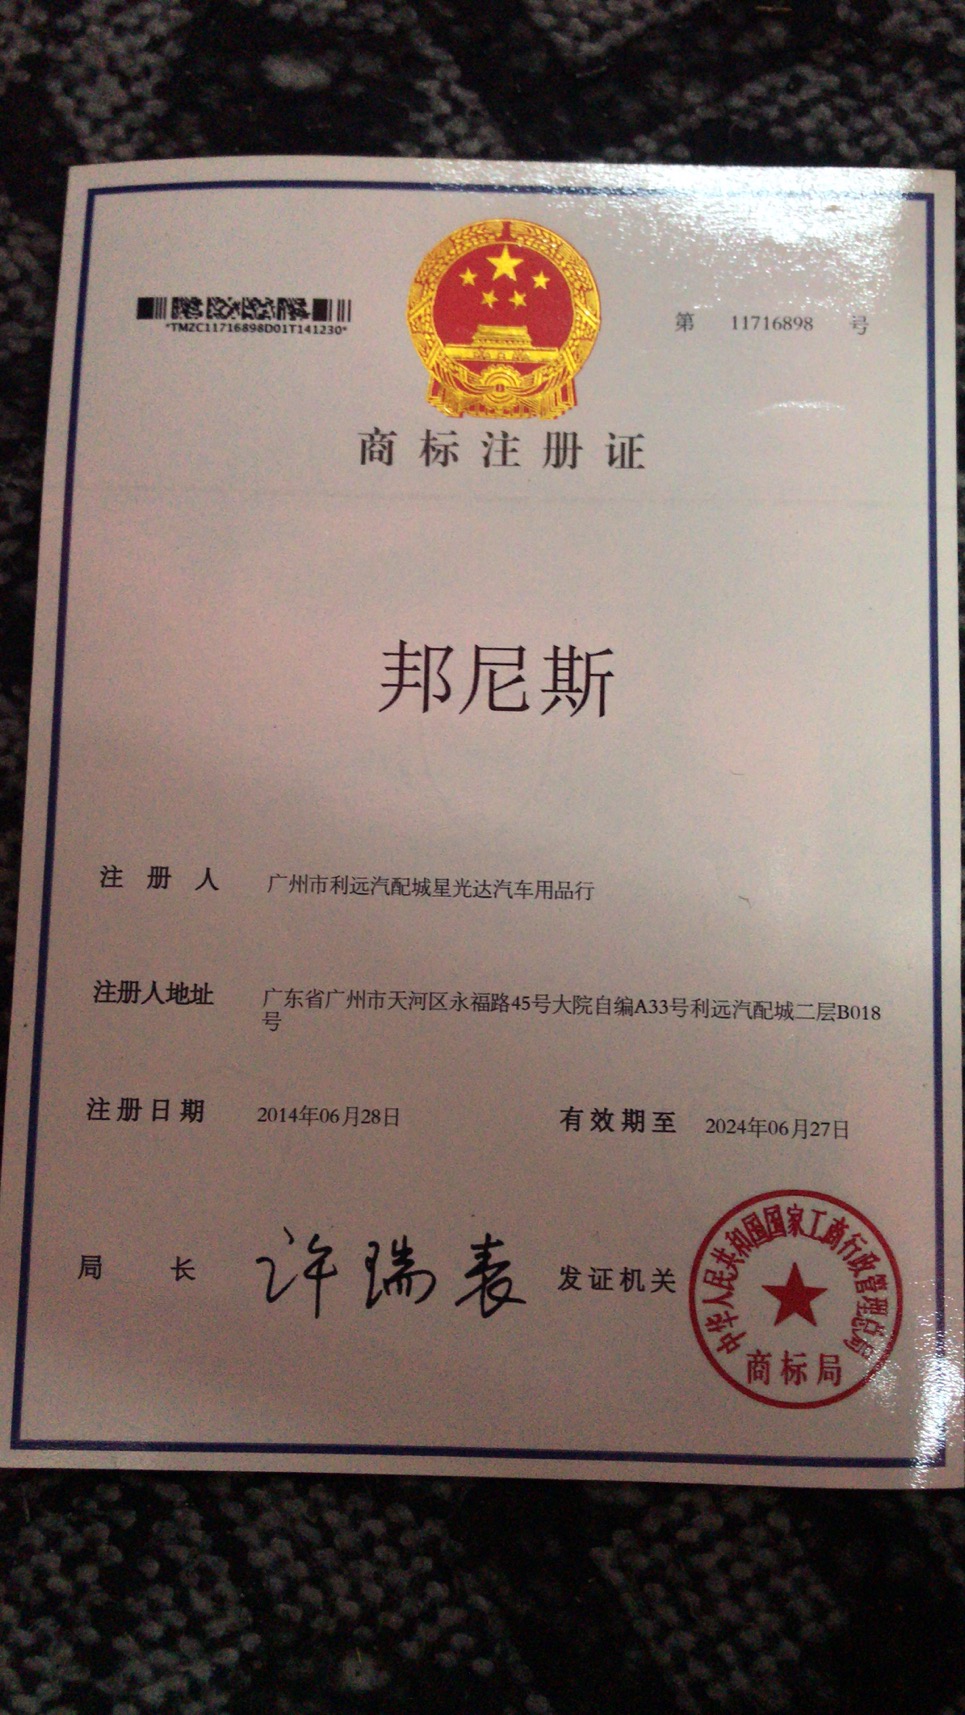 *TMZC11716898D01T141230*
第 11716898 号
商标注册证
邦尼斯
注册人 广州市利远汽配城星光达汽车用品行
注册人地址 广东省广州市天河区永福路45号大院自编A33号利远汽配城二层B018
号
注册日期 2014年06月28日 有效期至 2024年06月27日
局长 许瑞表 发证机关
中华人民共和国国家工商行政管理总局
商标局